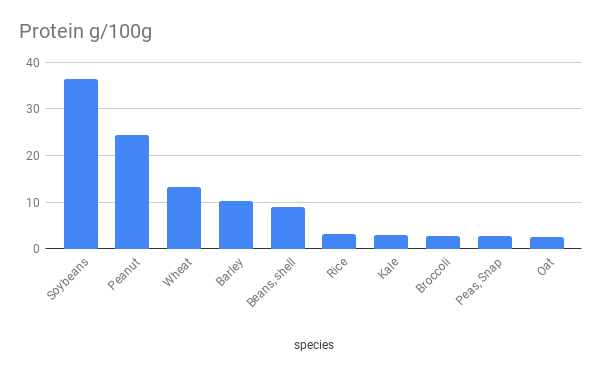 Protein g/100g
40
30
20
10
0
Soybeans
Peanut
Wheat
Barley
Beans, shell
Rice
Kale
Broccoli
Peas, Snap
Oat
species